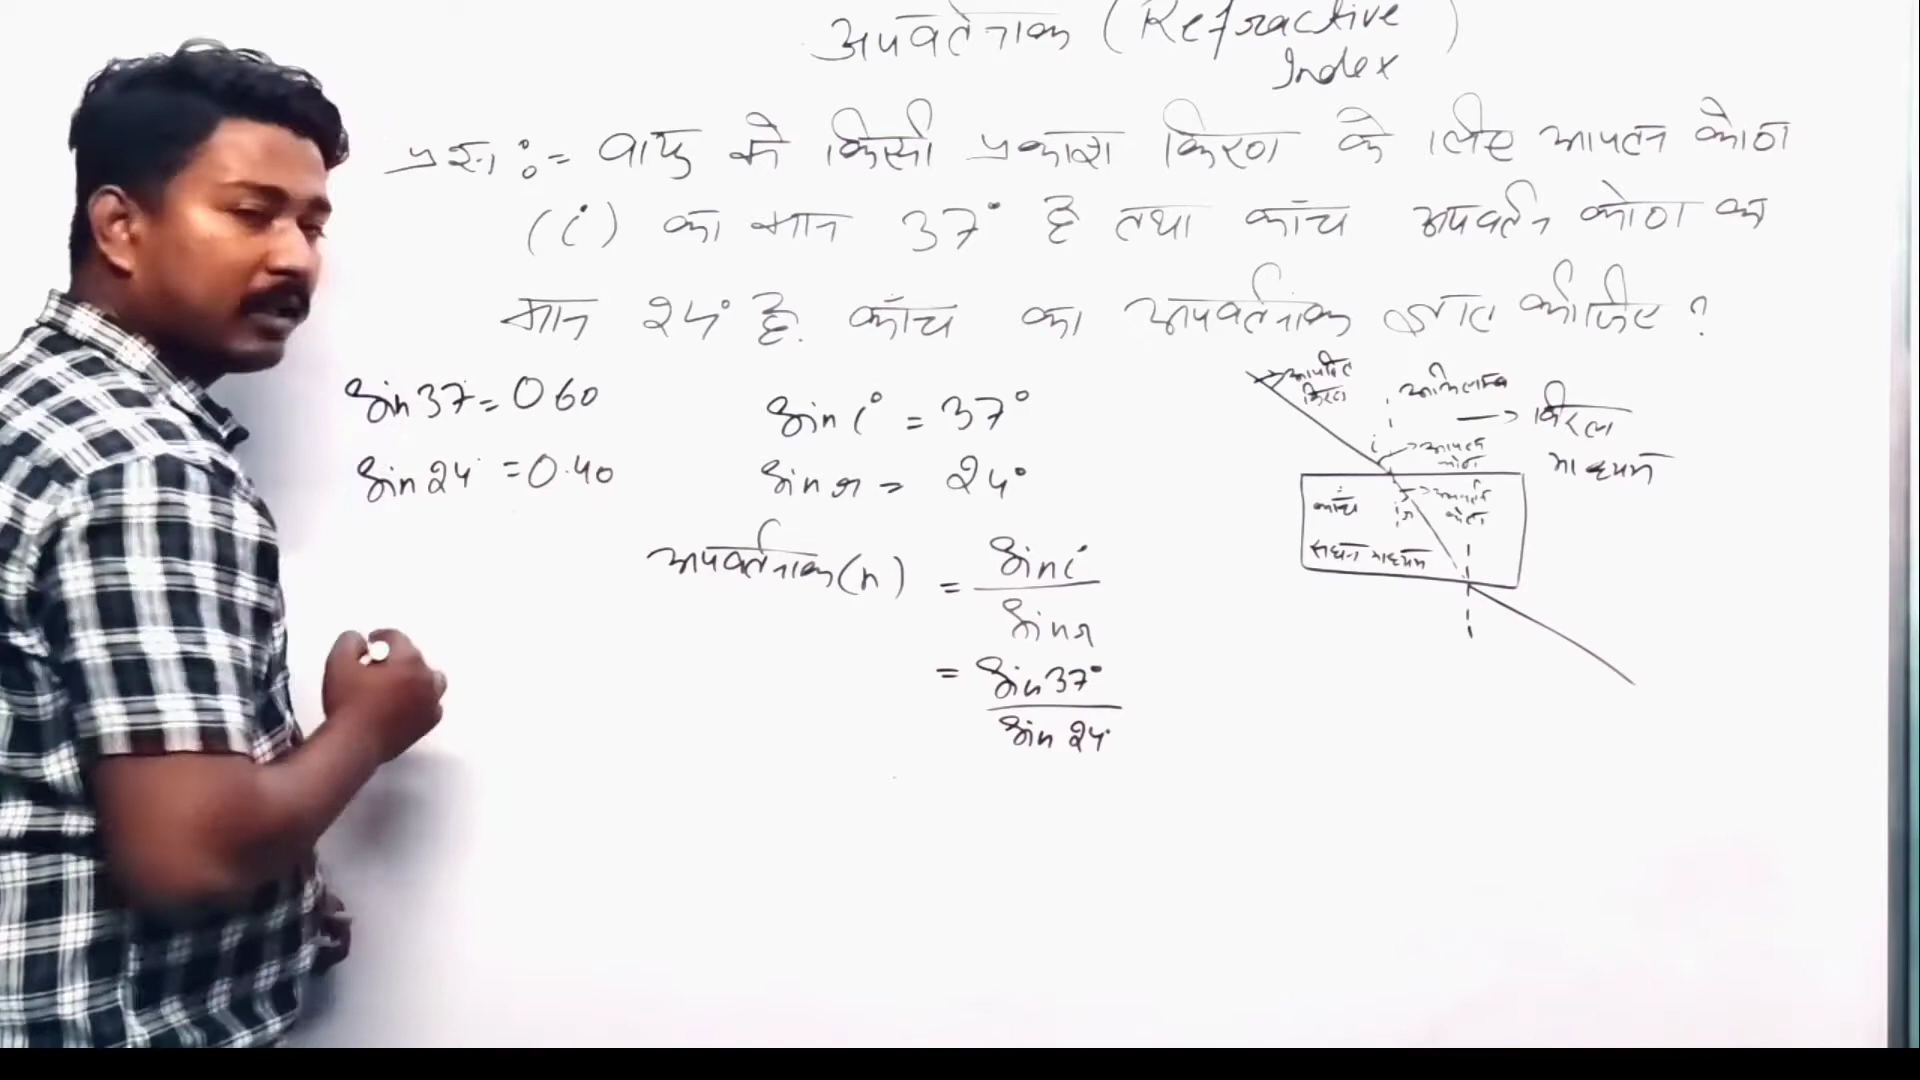 अपवर्तनांक (Refractive Index)
प्रश्न :- वायु में किसी प्रकाश किरण के लिए आपतन कोण
(i) का मान 37° है तथा काँच अपवर्तन कोण का
मान 24° है. काँच का अपवर्तनांक ज्ञात कीजिए ?
sin 37 = 0 60
sin 24° = 0.40
sin i° = 37°
sin r = 24°
अपवर्तनांक (n) = sin i / sin r
= sin 37° / sin 24°
आपतित किरण
अभिलम्ब
→ विरल माध्यम
i → आपतन कोण
काँच
r → अपवर्तन कोण
सघन माध्यम